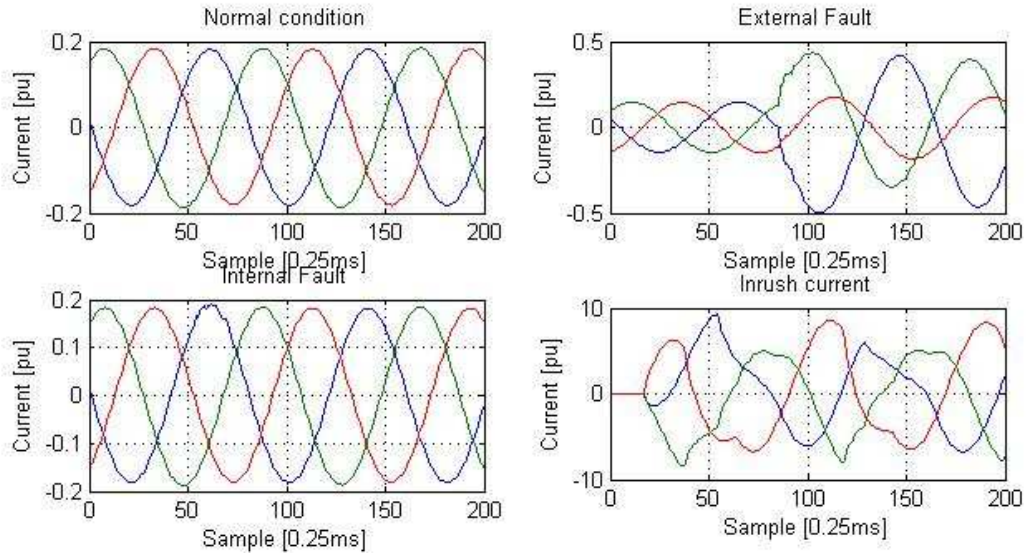 Normal condition
0.2
0
-0.2
Current [pu]
0 50 100 150 200
Sample [0.25ms]
External Fault
0.5
0
-0.5
Current [pu]
0 50 100 150 200
Sample [0.25ms]
Internal Fault
0.2
0.1
0
-0.1
-0.2
Current [pu]
0 50 100 150 200
Sample [0.25ms]
Inrush current
10
0
-10
Current [pu]
0 50 100 150 200
Sample [0.25ms]